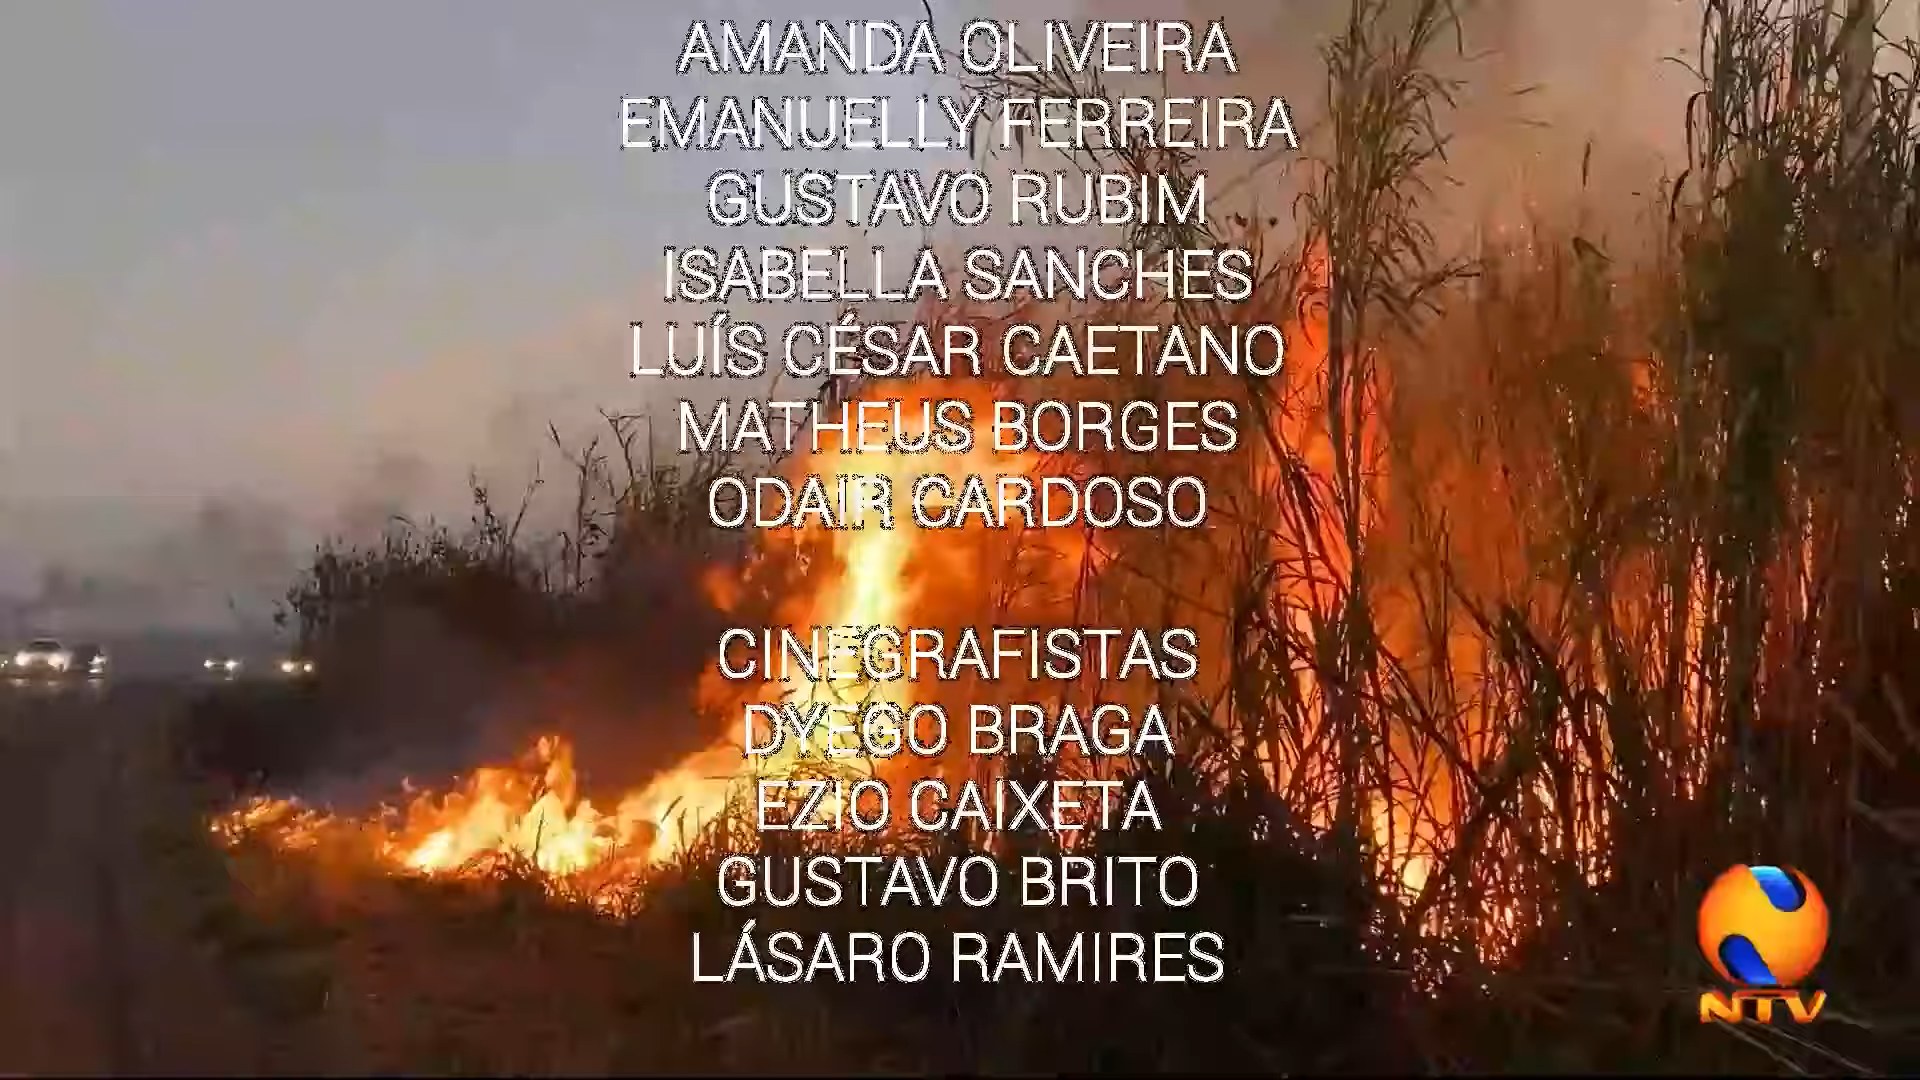 AMANDA OLIVEIRA
EMANUELLY FERREIRA
GUSTAVO RUBIM
ISABELLA SANCHES
LUÍS CÉSAR CAETANO
MATHEUS BORGES
ODAIR CARDOSO
CINEGRAFISTAS
DYEGO BRAGA
EZIO CAIXETA
GUSTAVO BRITO
LÁSARO RAMIRES
NTV